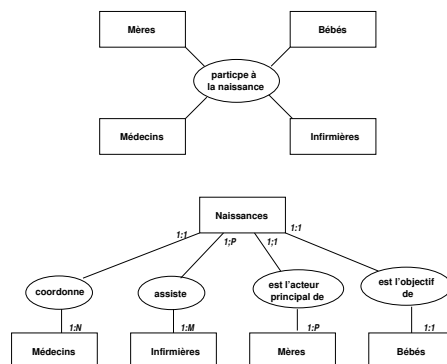 Mères
Bébés
particpe à
la naissance
Médecins
Infirmières
Naissances
1:1
1;P
1;1
1:1
coordonne
assiste
est l'acteur
principal de
est l'objectif
de
1:N
1:M
1:P
1:1
Médecins
Infirmières
Mères
Bébés